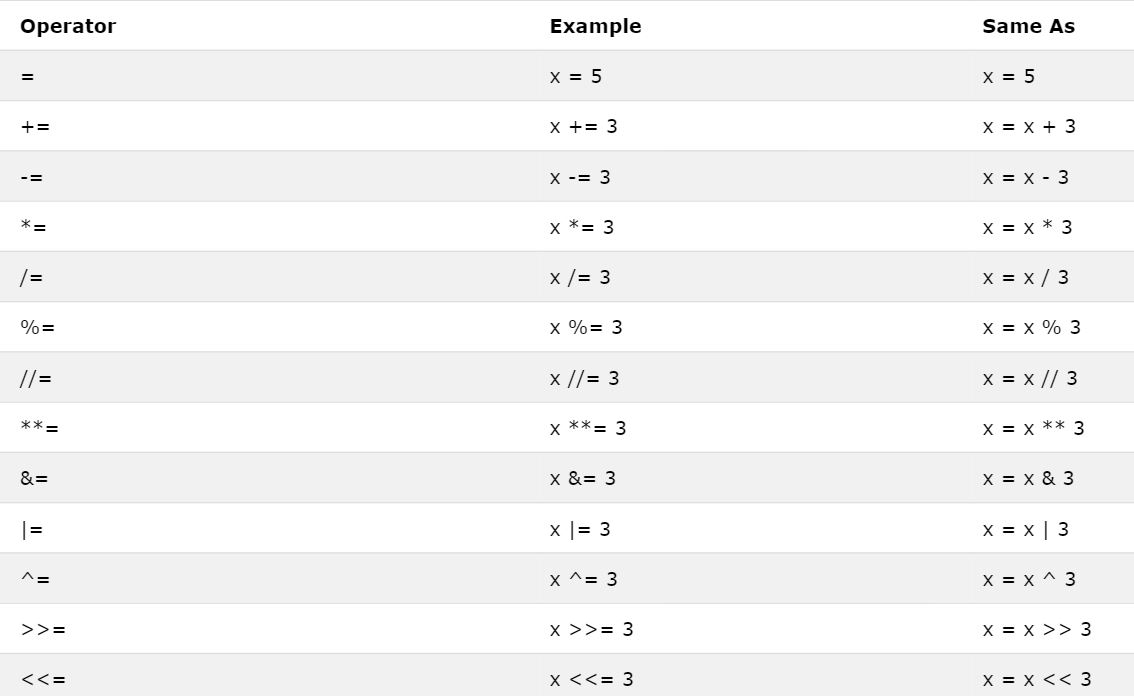 Operator Example Same As
= x = 5 x = 5
+= x += 3 x = x + 3
-= x -= 3 x = x - 3
*= x *= 3 x = x * 3
/= x /= 3 x = x / 3
%= x %= 3 x = x % 3
//= x //= 3 x = x // 3
**= x **= 3 x = x ** 3
&= x &= 3 x = x & 3
|= x |= 3 x = x | 3
^= x ^= 3 x = x ^ 3
>>= x >>= 3 x = x >> 3
<<= x <<= 3 x = x << 3